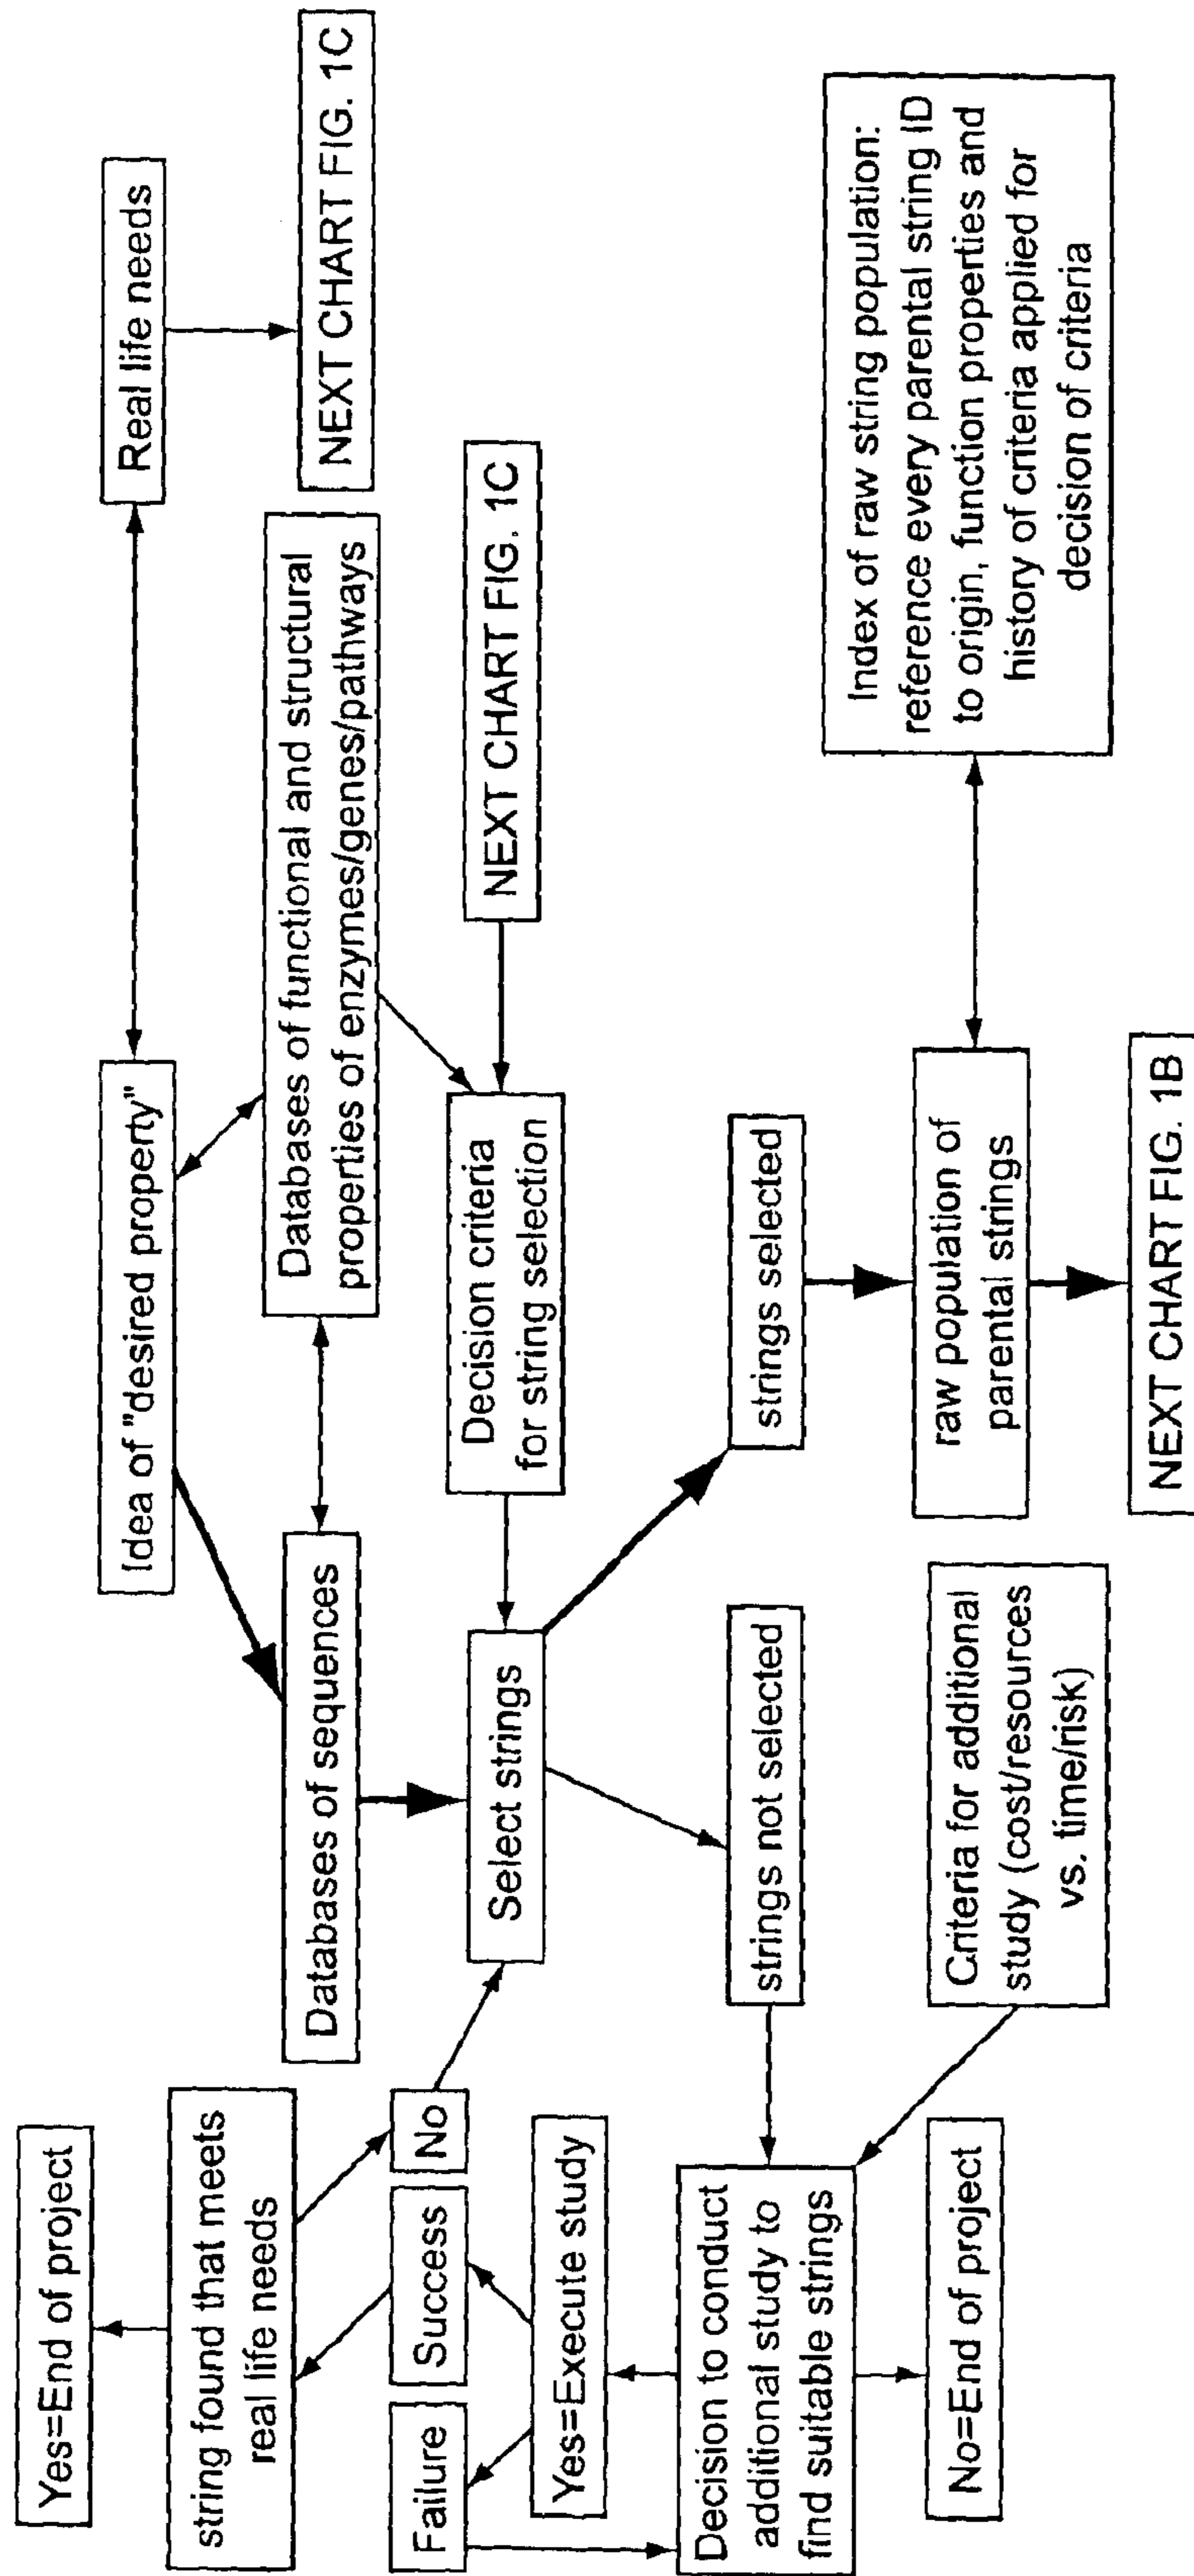 Yes=End of project
string found that meets
real life needs
Failure
Success
No
Yes=Execute study
Decision to conduct
additional study to
find suitable strings
No=End of project
Idea of "desired property"
Real life needs
NEXT CHART FIG. 1C
Databases of sequences
Databases of functional and structural
properties of enzymes/genes/pathways
Select strings
Decision criteria
for string selection
NEXT CHART FIG. 1C
strings not selected
strings selected
Criteria for additional
study (cost/resources
vs. time/risk)
raw population of
parental strings
Index of raw string population:
reference every parental string ID
to origin, function properties and
history of criteria applied for
decision of criteria
NEXT CHART FIG. 1B